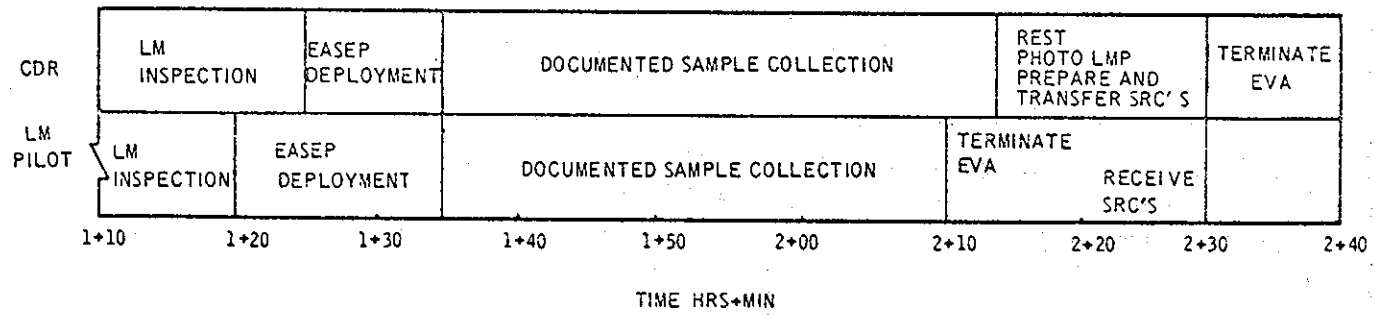 CDR
LM
INSPECTION
EASEP
DEPLOYMENT
DOCUMENTED SAMPLE COLLECTION
REST
PHOTO LMP
PREPARE AND
TRANSFER SRC'S
TERMINATE
EVA
LM
PILOT
LM
INSPECTION
EASEP
DEPLOYMENT
DOCUMENTED SAMPLE COLLECTION
TERMINATE
EVA
RECEIVE
SRC'S
1+10 1+20 1+30 1+40 1+50 2+00 2+10 2+20 2+30 2+40
TIME HRS+MIN